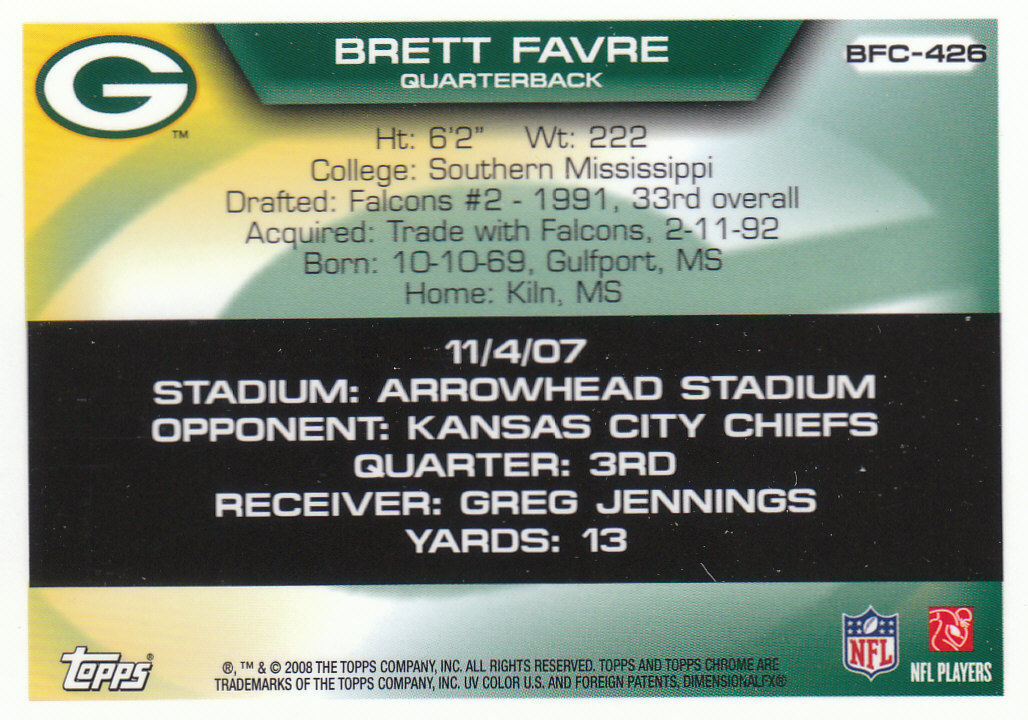 G
™
BRETT FAVRE
QUARTERBACK
BFC-426
Ht: 6'2" Wt: 222
College: Southern Mississippi
Drafted: Falcons #2 - 1991, 33rd overall
Acquired: Trade with Falcons, 2-11-92
Born: 10-10-69, Gulfport, MS
Home: Kiln, MS
11/4/07
STADIUM: ARROWHEAD STADIUM
OPPONENT: KANSAS CITY CHIEFS
QUARTER: 3RD
RECEIVER: GREG JENNINGS
YARDS: 13
topps®
®, ™ & © 2008 THE TOPPS COMPANY, INC. ALL RIGHTS RESERVED. TOPPS AND TOPPS CHROME ARE
TRADEMARKS OF THE TOPPS COMPANY, INC. UV COLOR U.S. AND FOREIGN PATENTS, DIMENSIONALFX®
NFL
NFL PLAYERS